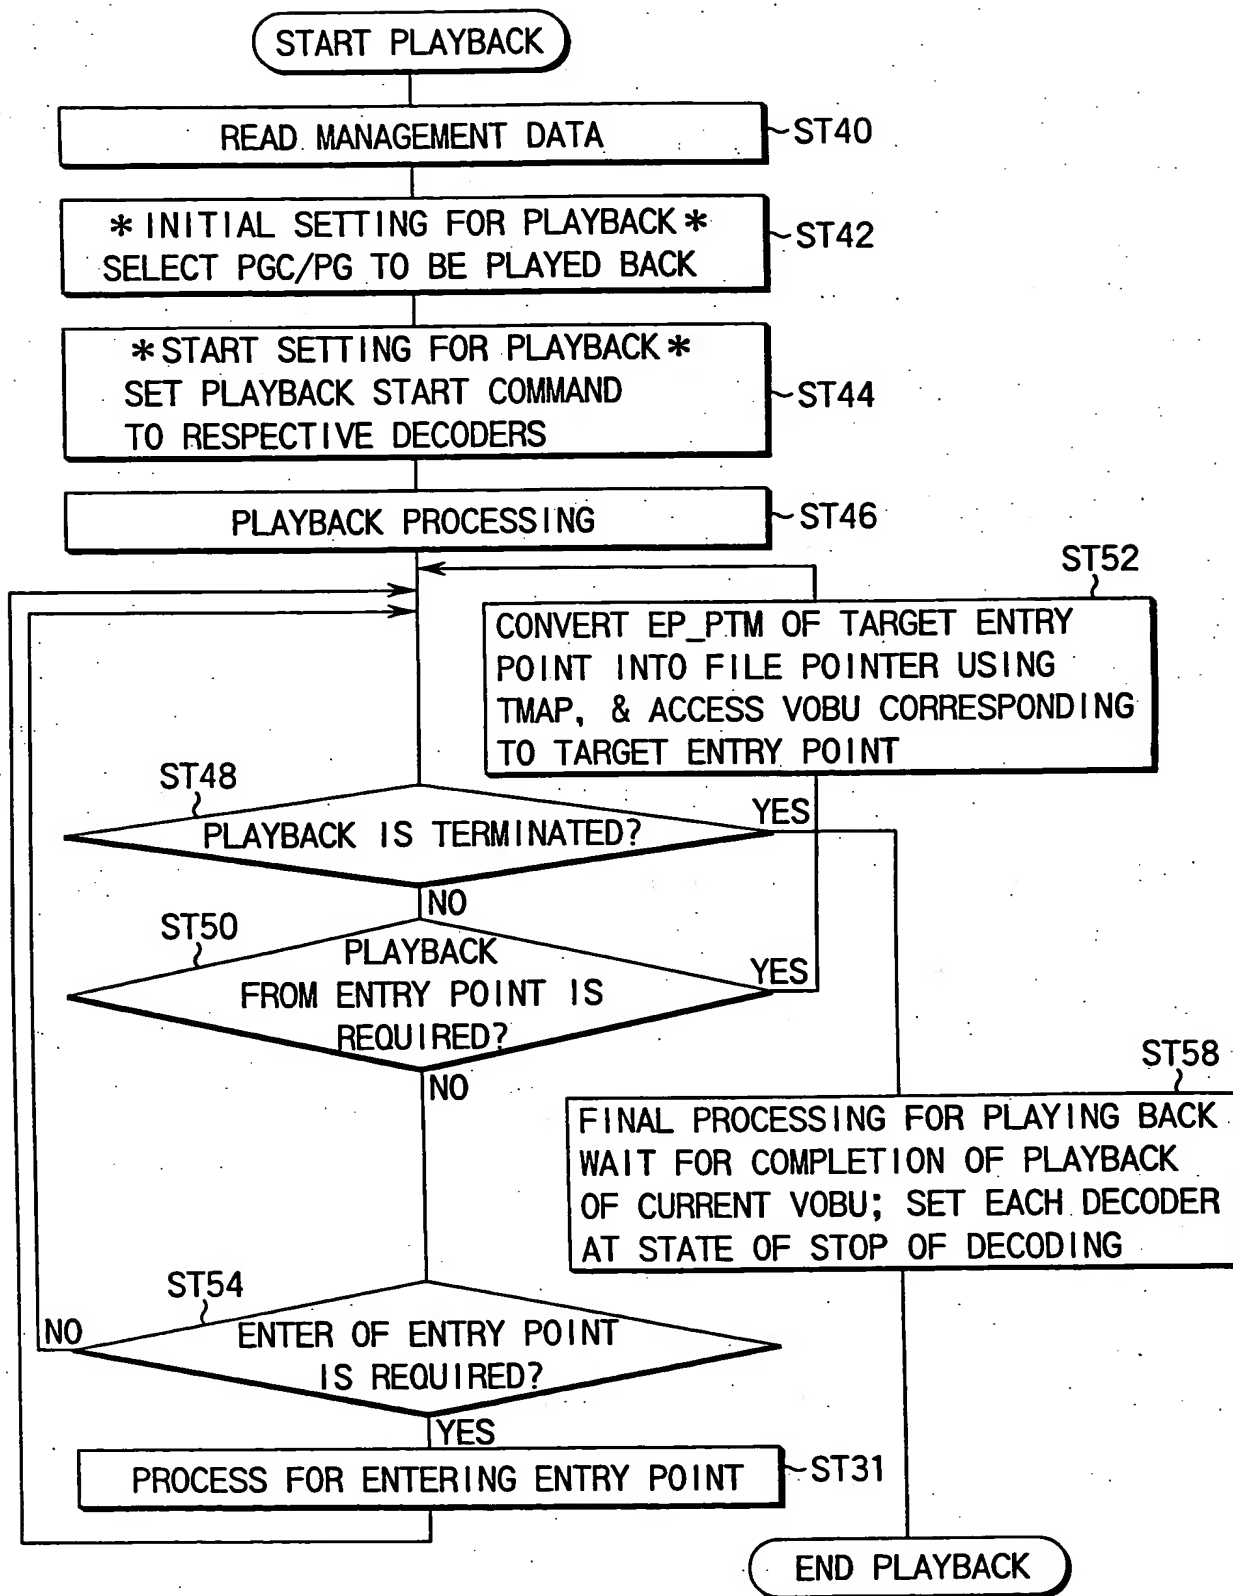 START PLAYBACK
READ MANAGEMENT DATA
ST40
* INITIAL SETTING FOR PLAYBACK *
SELECT PGC/PG TO BE PLAYED BACK
ST42
* START SETTING FOR PLAYBACK *
SET PLAYBACK START COMMAND
TO RESPECTIVE DECODERS
ST44
PLAYBACK PROCESSING
ST46
ST52
CONVERT EP_PTM OF TARGET ENTRY
POINT INTO FILE POINTER USING
TMAP, & ACCESS VOBU CORRESPONDING
TO TARGET ENTRY POINT
ST48
PLAYBACK IS TERMINATED?
YES
NO
ST50
PLAYBACK
FROM ENTRY POINT IS
REQUIRED?
YES
NO
ST58
FINAL PROCESSING FOR PLAYING BACK
WAIT FOR COMPLETION OF PLAYBACK
OF CURRENT VOBU; SET EACH DECODER
AT STATE OF STOP OF DECODING
ST54
NO
ENTER OF ENTRY POINT
IS REQUIRED?
YES
PROCESS FOR ENTERING ENTRY POINT
ST31
END PLAYBACK